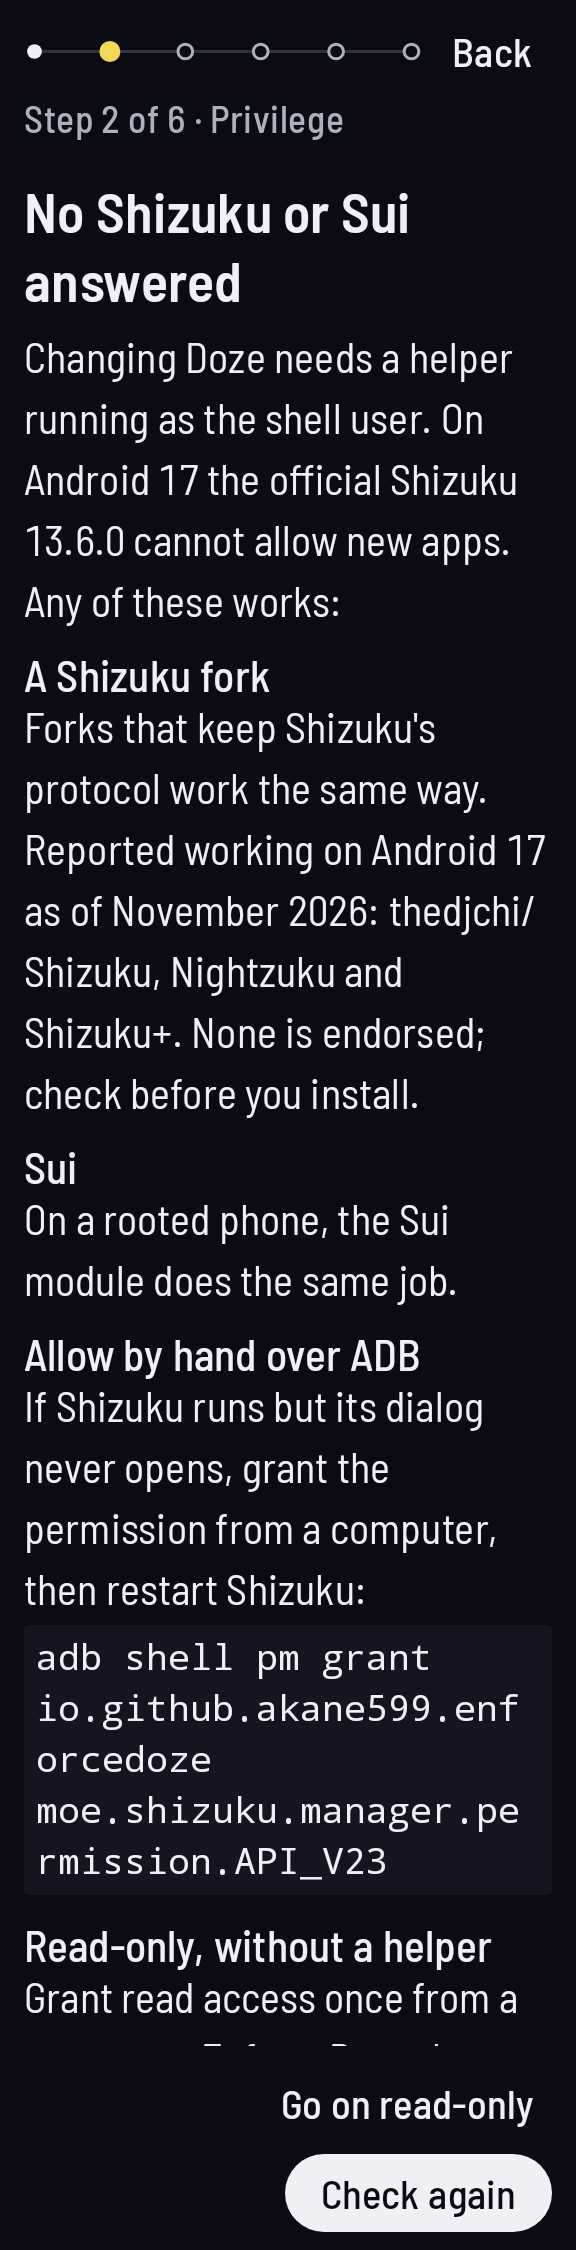 Back
Step 2 of 6 · Privilege
No Shizuku or Sui
answered
Changing Doze needs a helper
running as the shell user. On
Android 17 the official Shizuku
13.6.0 cannot allow new apps.
Any of these works:
A Shizuku fork
Forks that keep Shizuku's
protocol work the same way.
Reported working on Android 17
as of November 2026: thedjchi/
Shizuku, Nightzuku and
Shizuku+. None is endorsed;
check before you install.
Sui
On a rooted phone, the Sui
module does the same job.
Allow by hand over ADB
If Shizuku runs but its dialog
never opens, grant the
permission from a computer,
then restart Shizuku:
adb shell pm grant
io.github.akane599.enf
orcedoze
moe.shizuku.manager.pe
rmission.API_V23
Read-only, without a helper
Grant read access once from a
Go on read-only
Check again